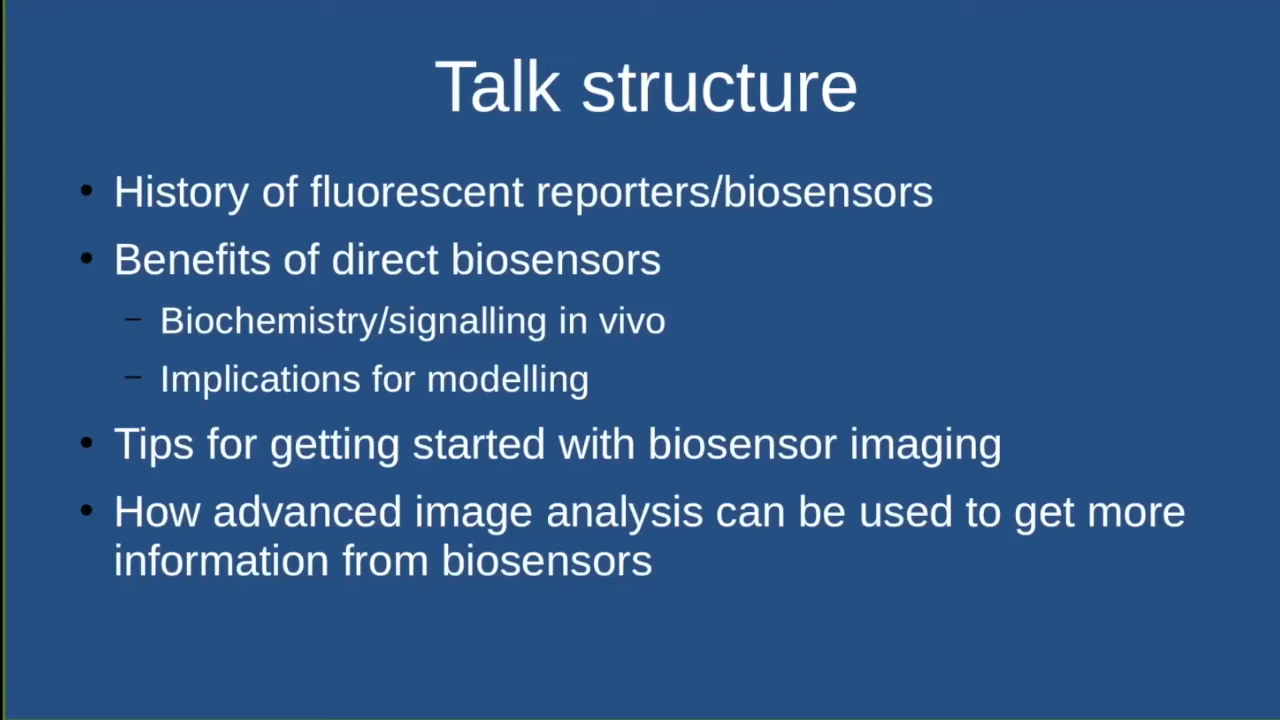 Talk structure
• History of fluorescent reporters/biosensors
• Benefits of direct biosensors
– Biochemistry/signalling in vivo
– Implications for modelling
• Tips for getting started with biosensor imaging
• How advanced image analysis can be used to get more
information from biosensors